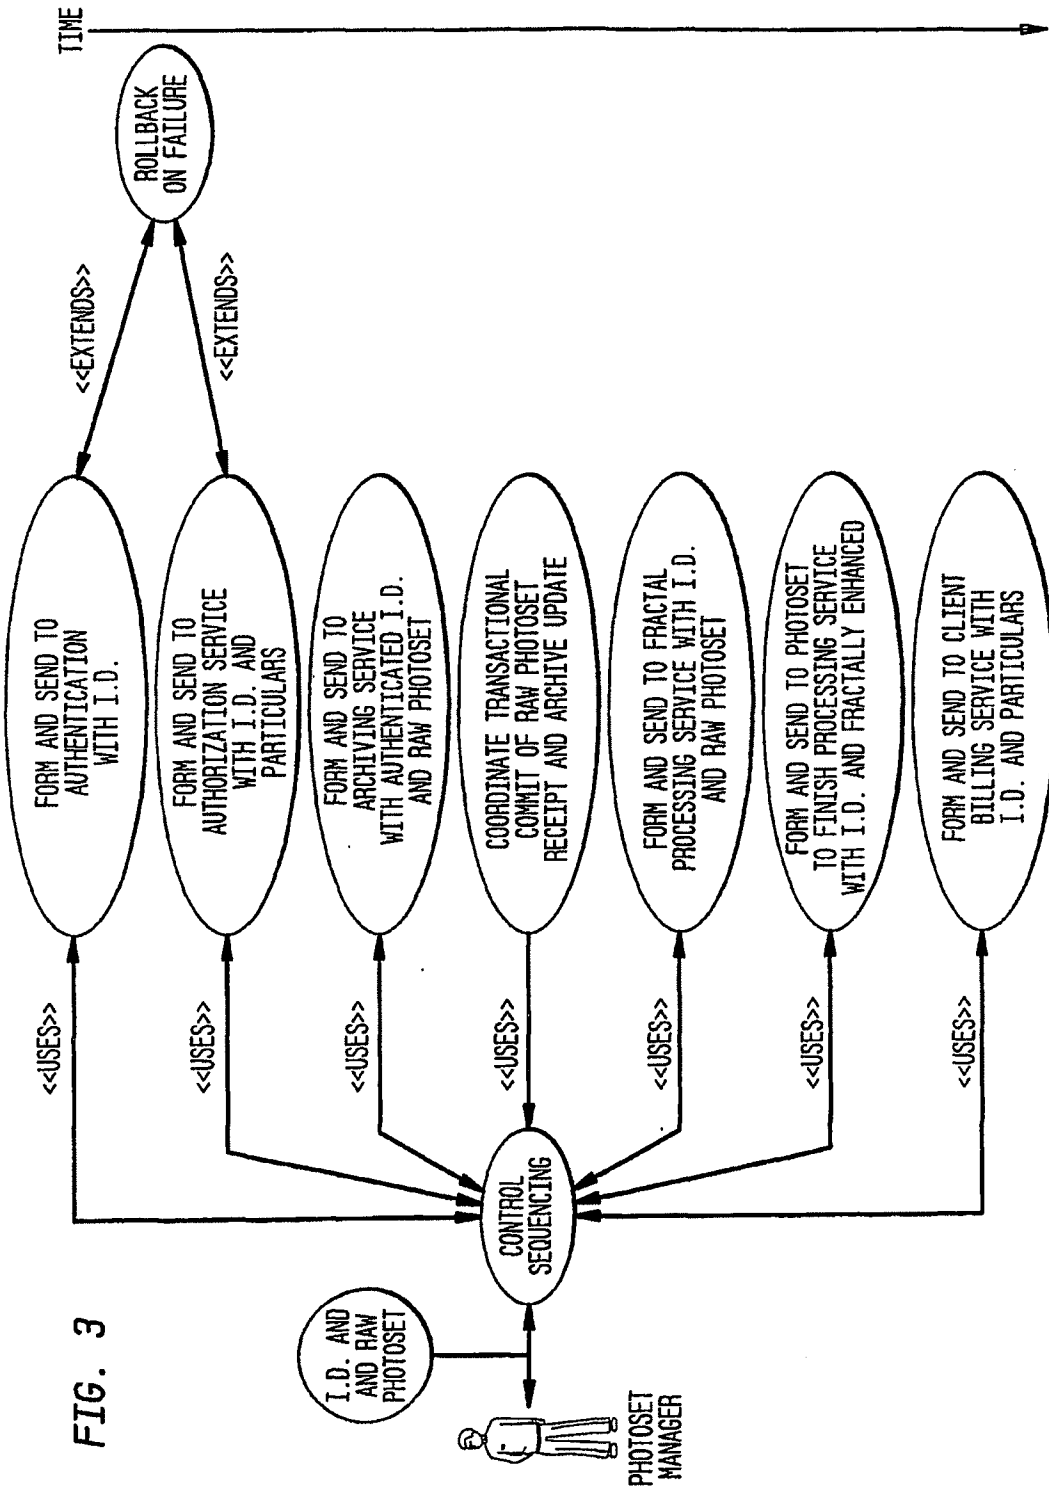 FIG. 3
TIME
ROLLBACK
ON FAILURE
<<EXTENDS>>
<<EXTENDS>>
FORM AND SEND TO
AUTHENTICATION
WITH I.D.
<<USES>>
FORM AND SEND TO
AUTHORIZATION SERVICE
WITH I.D. AND
PARTICULARS
<<USES>>
FORM AND SEND TO
ARCHIVING SERVICE
WITH AUTHENTICATED I.D.
AND RAW PHOTOSET
<<USES>>
COORDINATE TRANSACTIONAL
COMMIT OF RAW PHOTOSET
RECEIPT AND ARCHIVE UPDATE
<<USES>>
FORM AND SEND TO FRACTAL
PROCESSING SERVICE WITH I.D.
AND RAW PHOTOSET
<<USES>>
FORM AND SEND TO PHOTOSET
TO FINISH PROCESSING SERVICE
WITH I.D. AND FRACTALLY ENHANCED
<<USES>>
FORM AND SEND TO CLIENT
BILLING SERVICE WITH
I.D. AND PARTICULARS
<<USES>>
CONTROL
SEQUENCING
I.D. AND
AND RAW
PHOTOSET
PHOTOSET
MANAGER